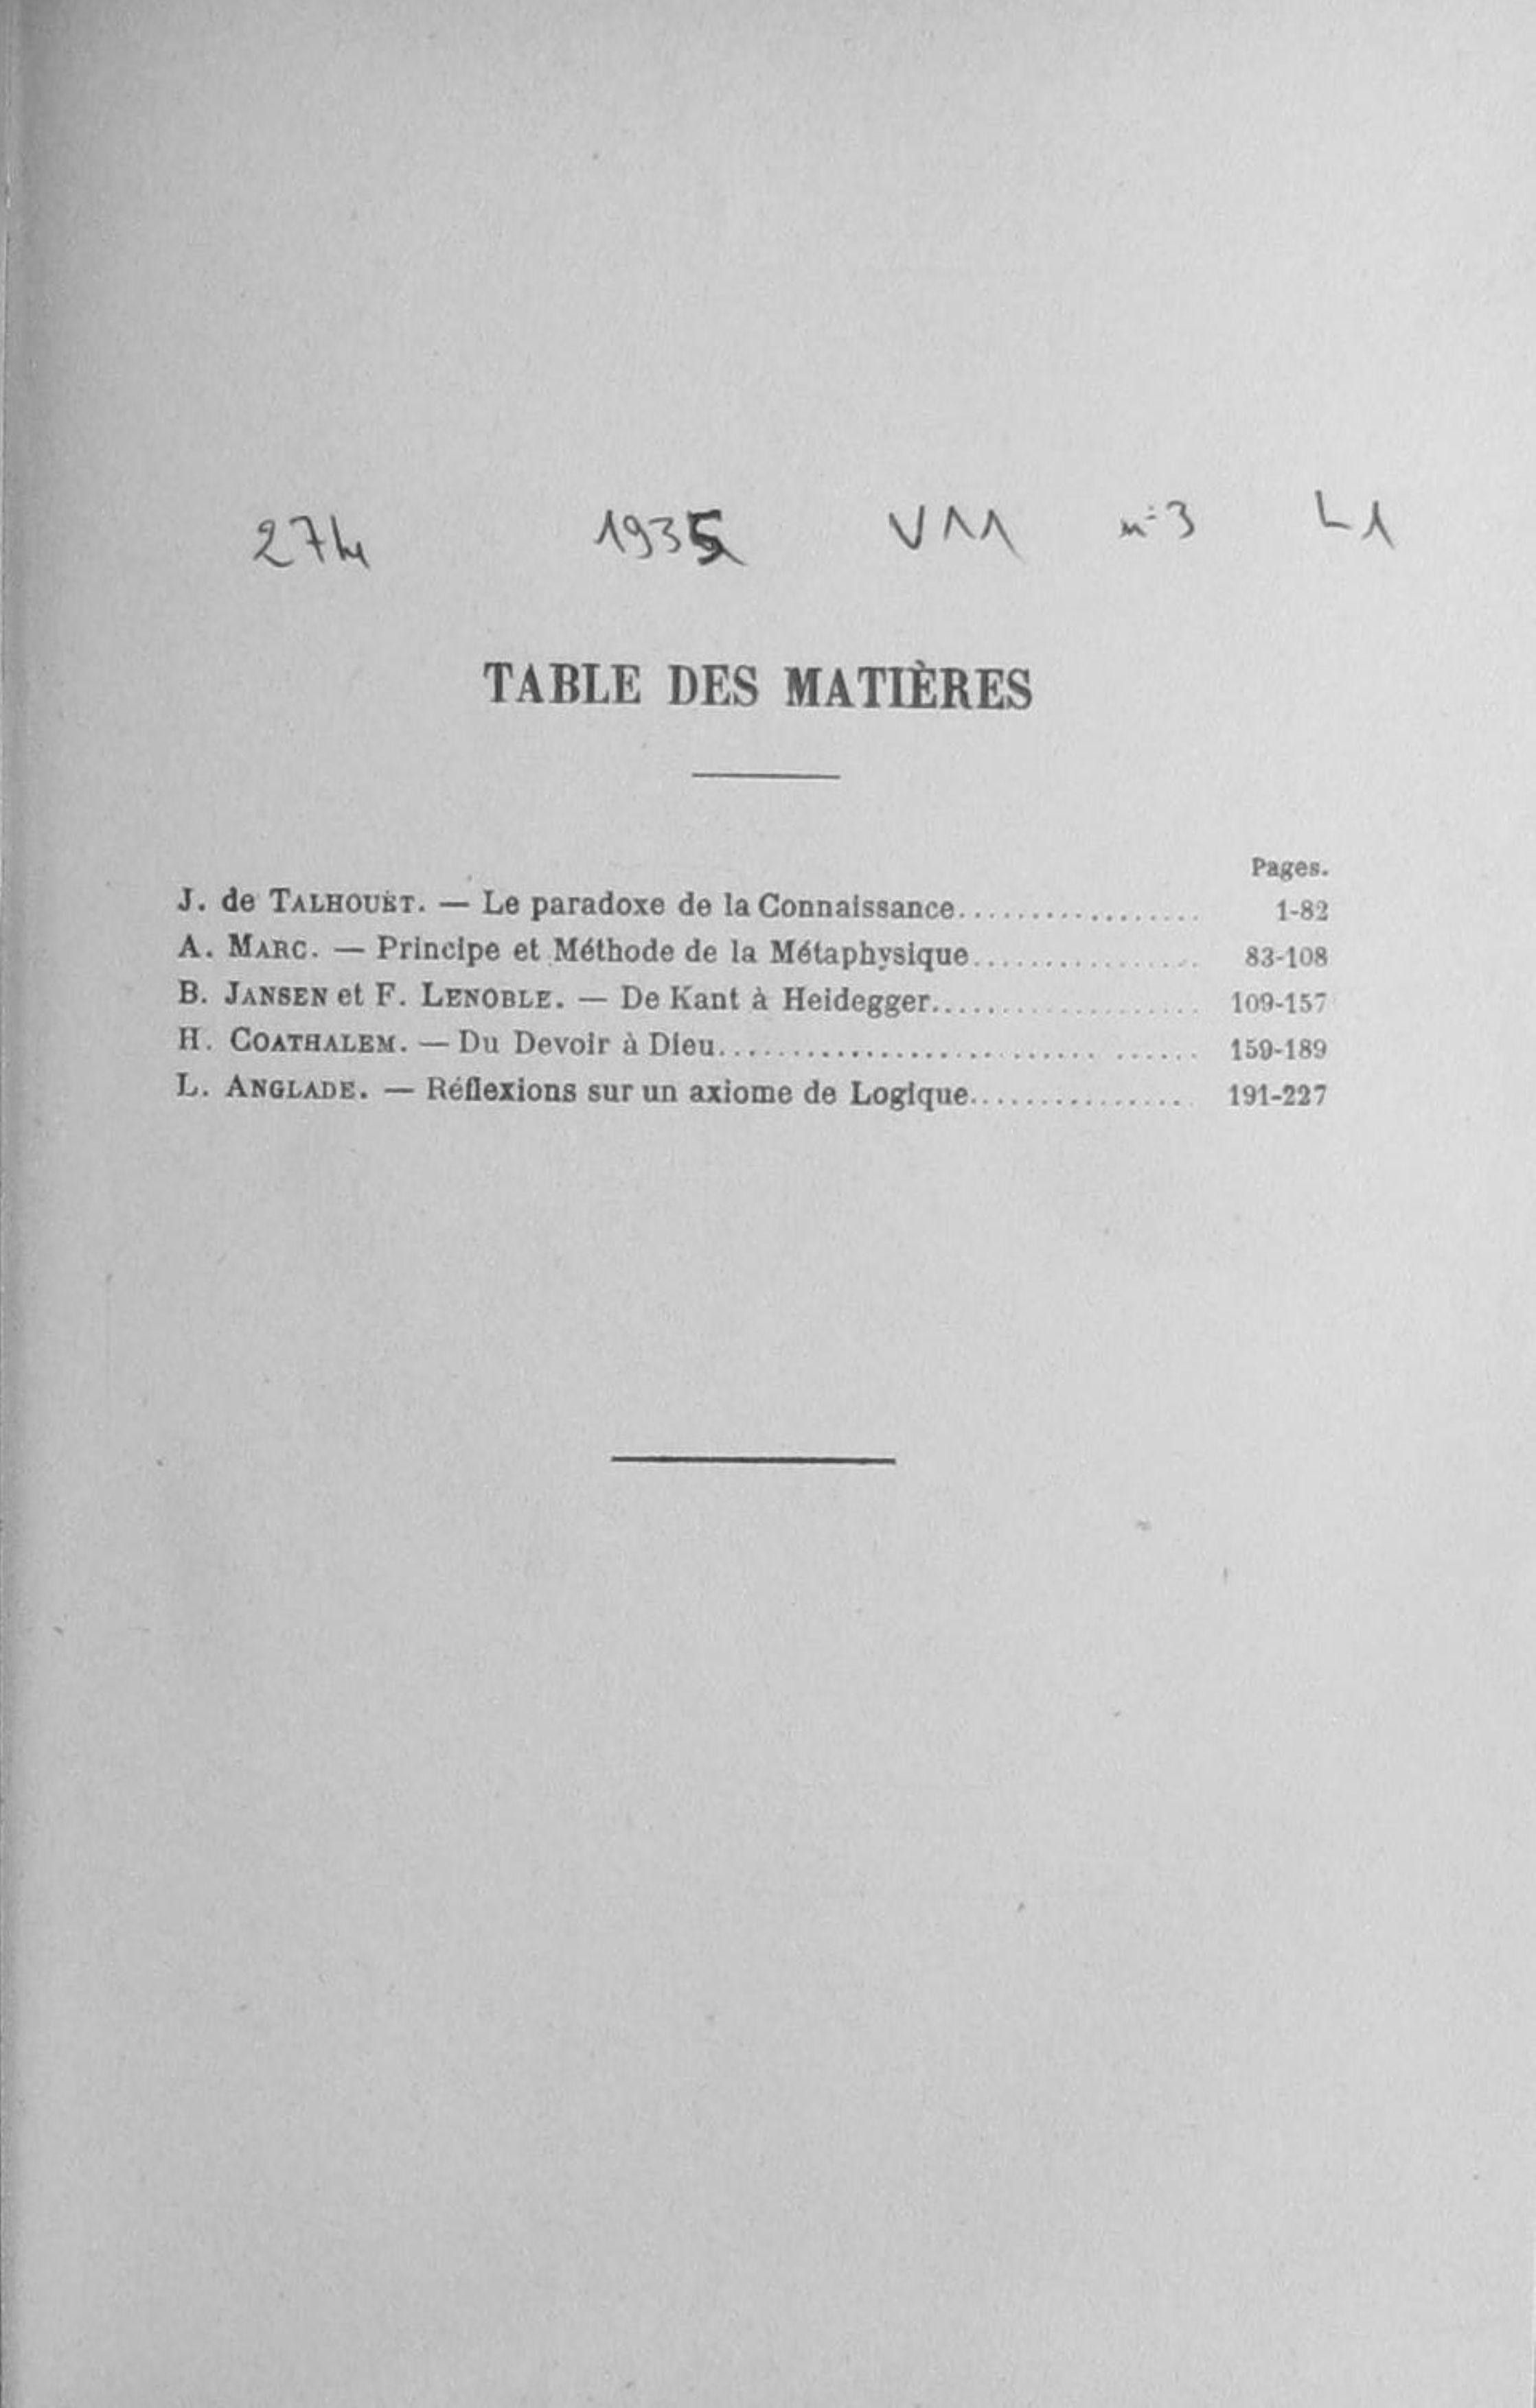 274 1935 V11 n°3 L1
TABLE DES MATIÈRES
Pages.
J. de TALHOUËT. — Le paradoxe de la Connaissance.................. 1-82
A. MARC. — Principe et Méthode de la Métaphysique................ 83-108
B. JANSEN et F. LENOBLE. — De Kant à Heidegger................... 109-157
H. COATHALEM. — Du Devoir à Dieu................................ 159-189
L. ANGLADE. — Réflexions sur un axiome de Logique................ 191-227